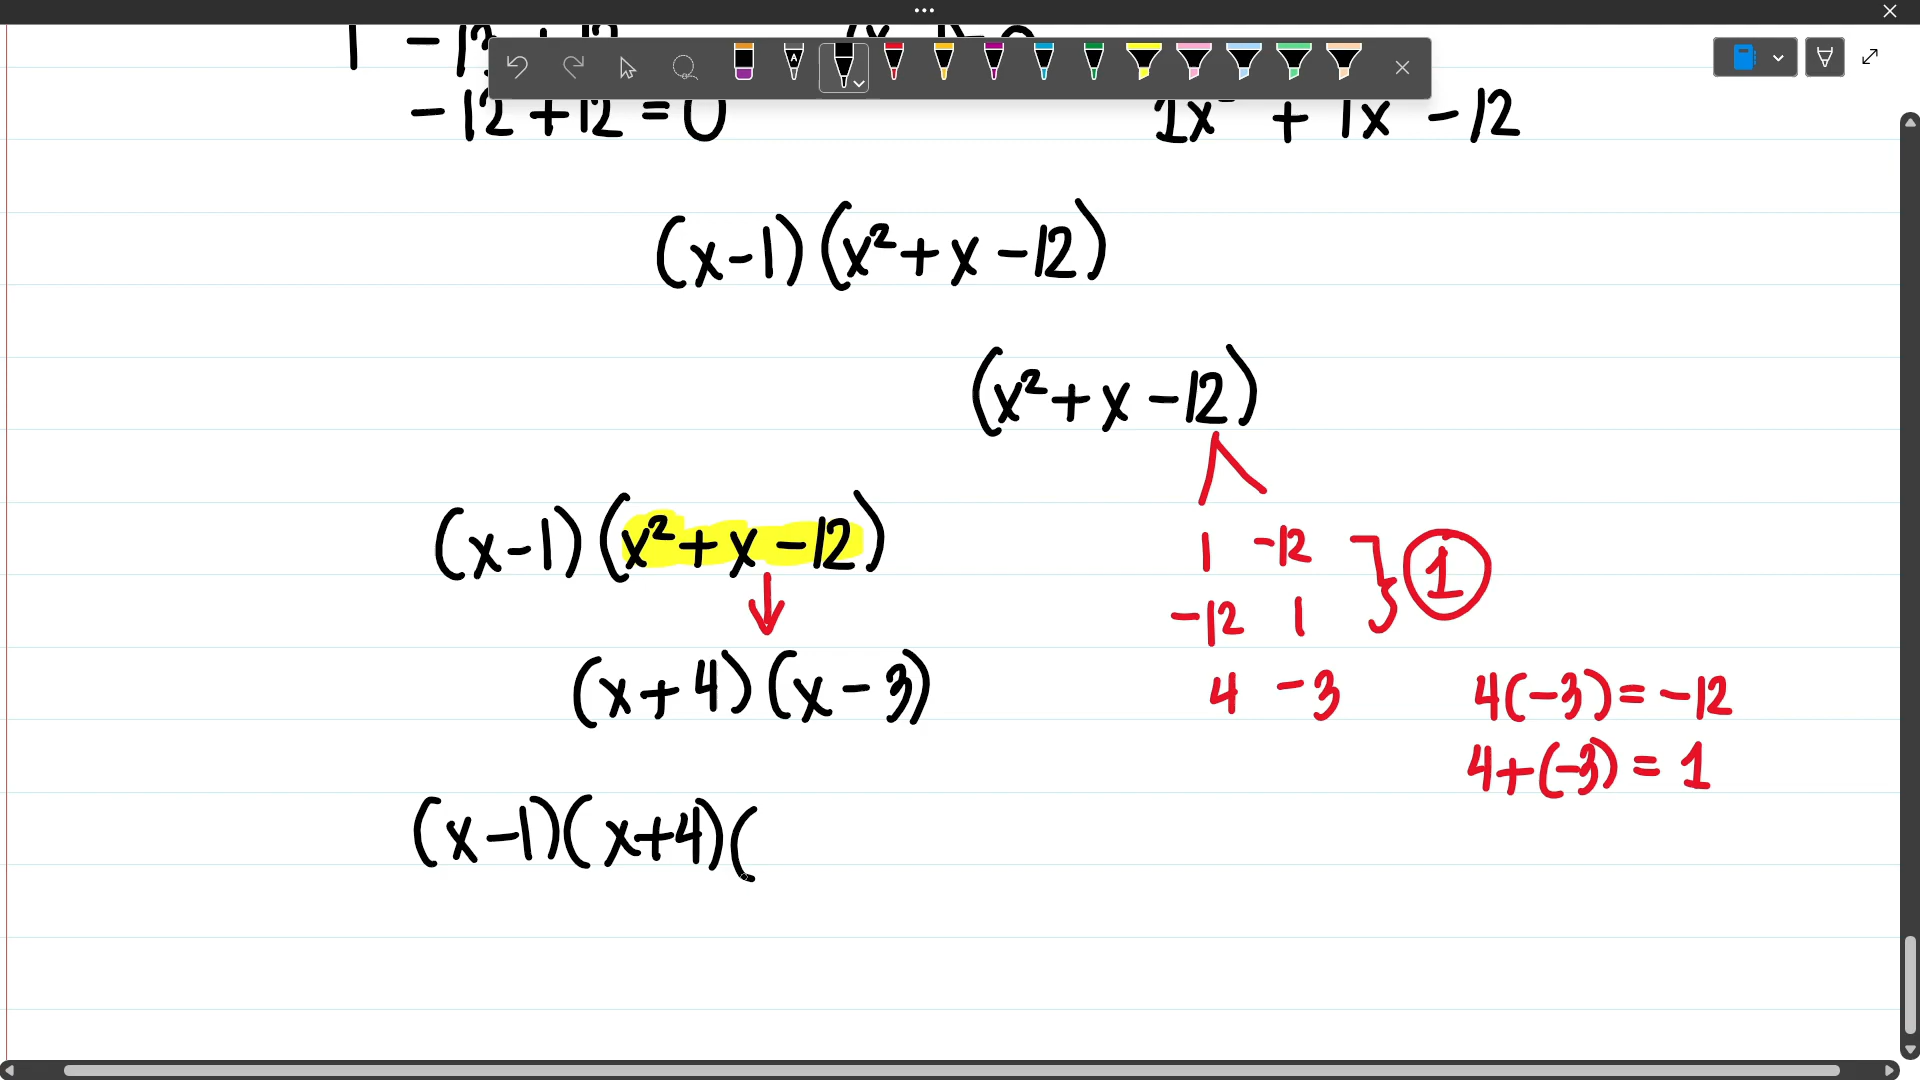 - 12 + 12 = 0
1x² + 1x - 12
(x-1)(x²+x-12)
(x²+x-12)
(x-1)(x²+x-12)
1 -12
1
-12 1
(x+4)(x-3)
4 -3
4(-3) = -12
4+(-3) = 1
(x-1)(x+4)(